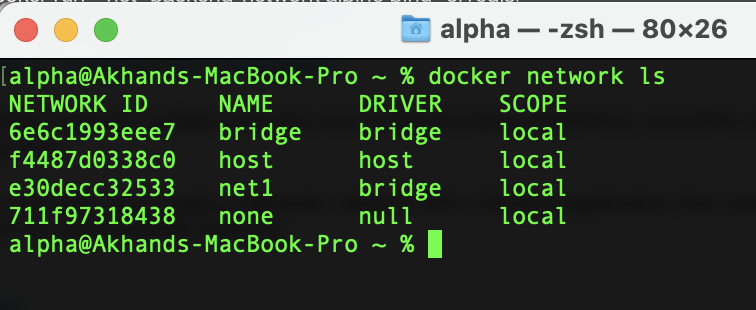 alpha — -zsh — 80×26
[alpha@Akhands-MacBook-Pro ~ % docker network ls
NETWORK ID     NAME      DRIVER    SCOPE
6e6c1993eee7   bridge    bridge    local
f4487d0338c0   host      host      local
e30decc32533   net1      bridge    local
711f97318438   none      null      local
alpha@Akhands-MacBook-Pro ~ %